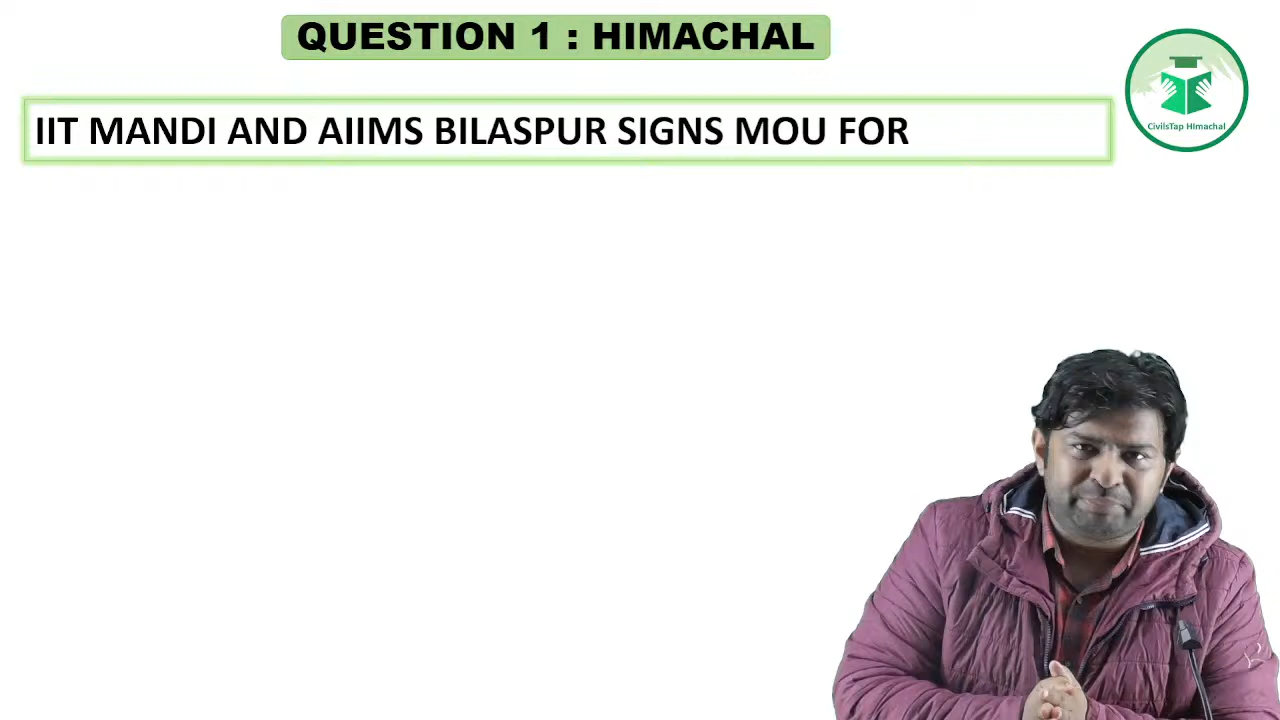 QUESTION 1 : HIMACHAL
IIT MANDI AND AIIMS BILASPUR SIGNS MOU FOR
CivilsTap HImachal